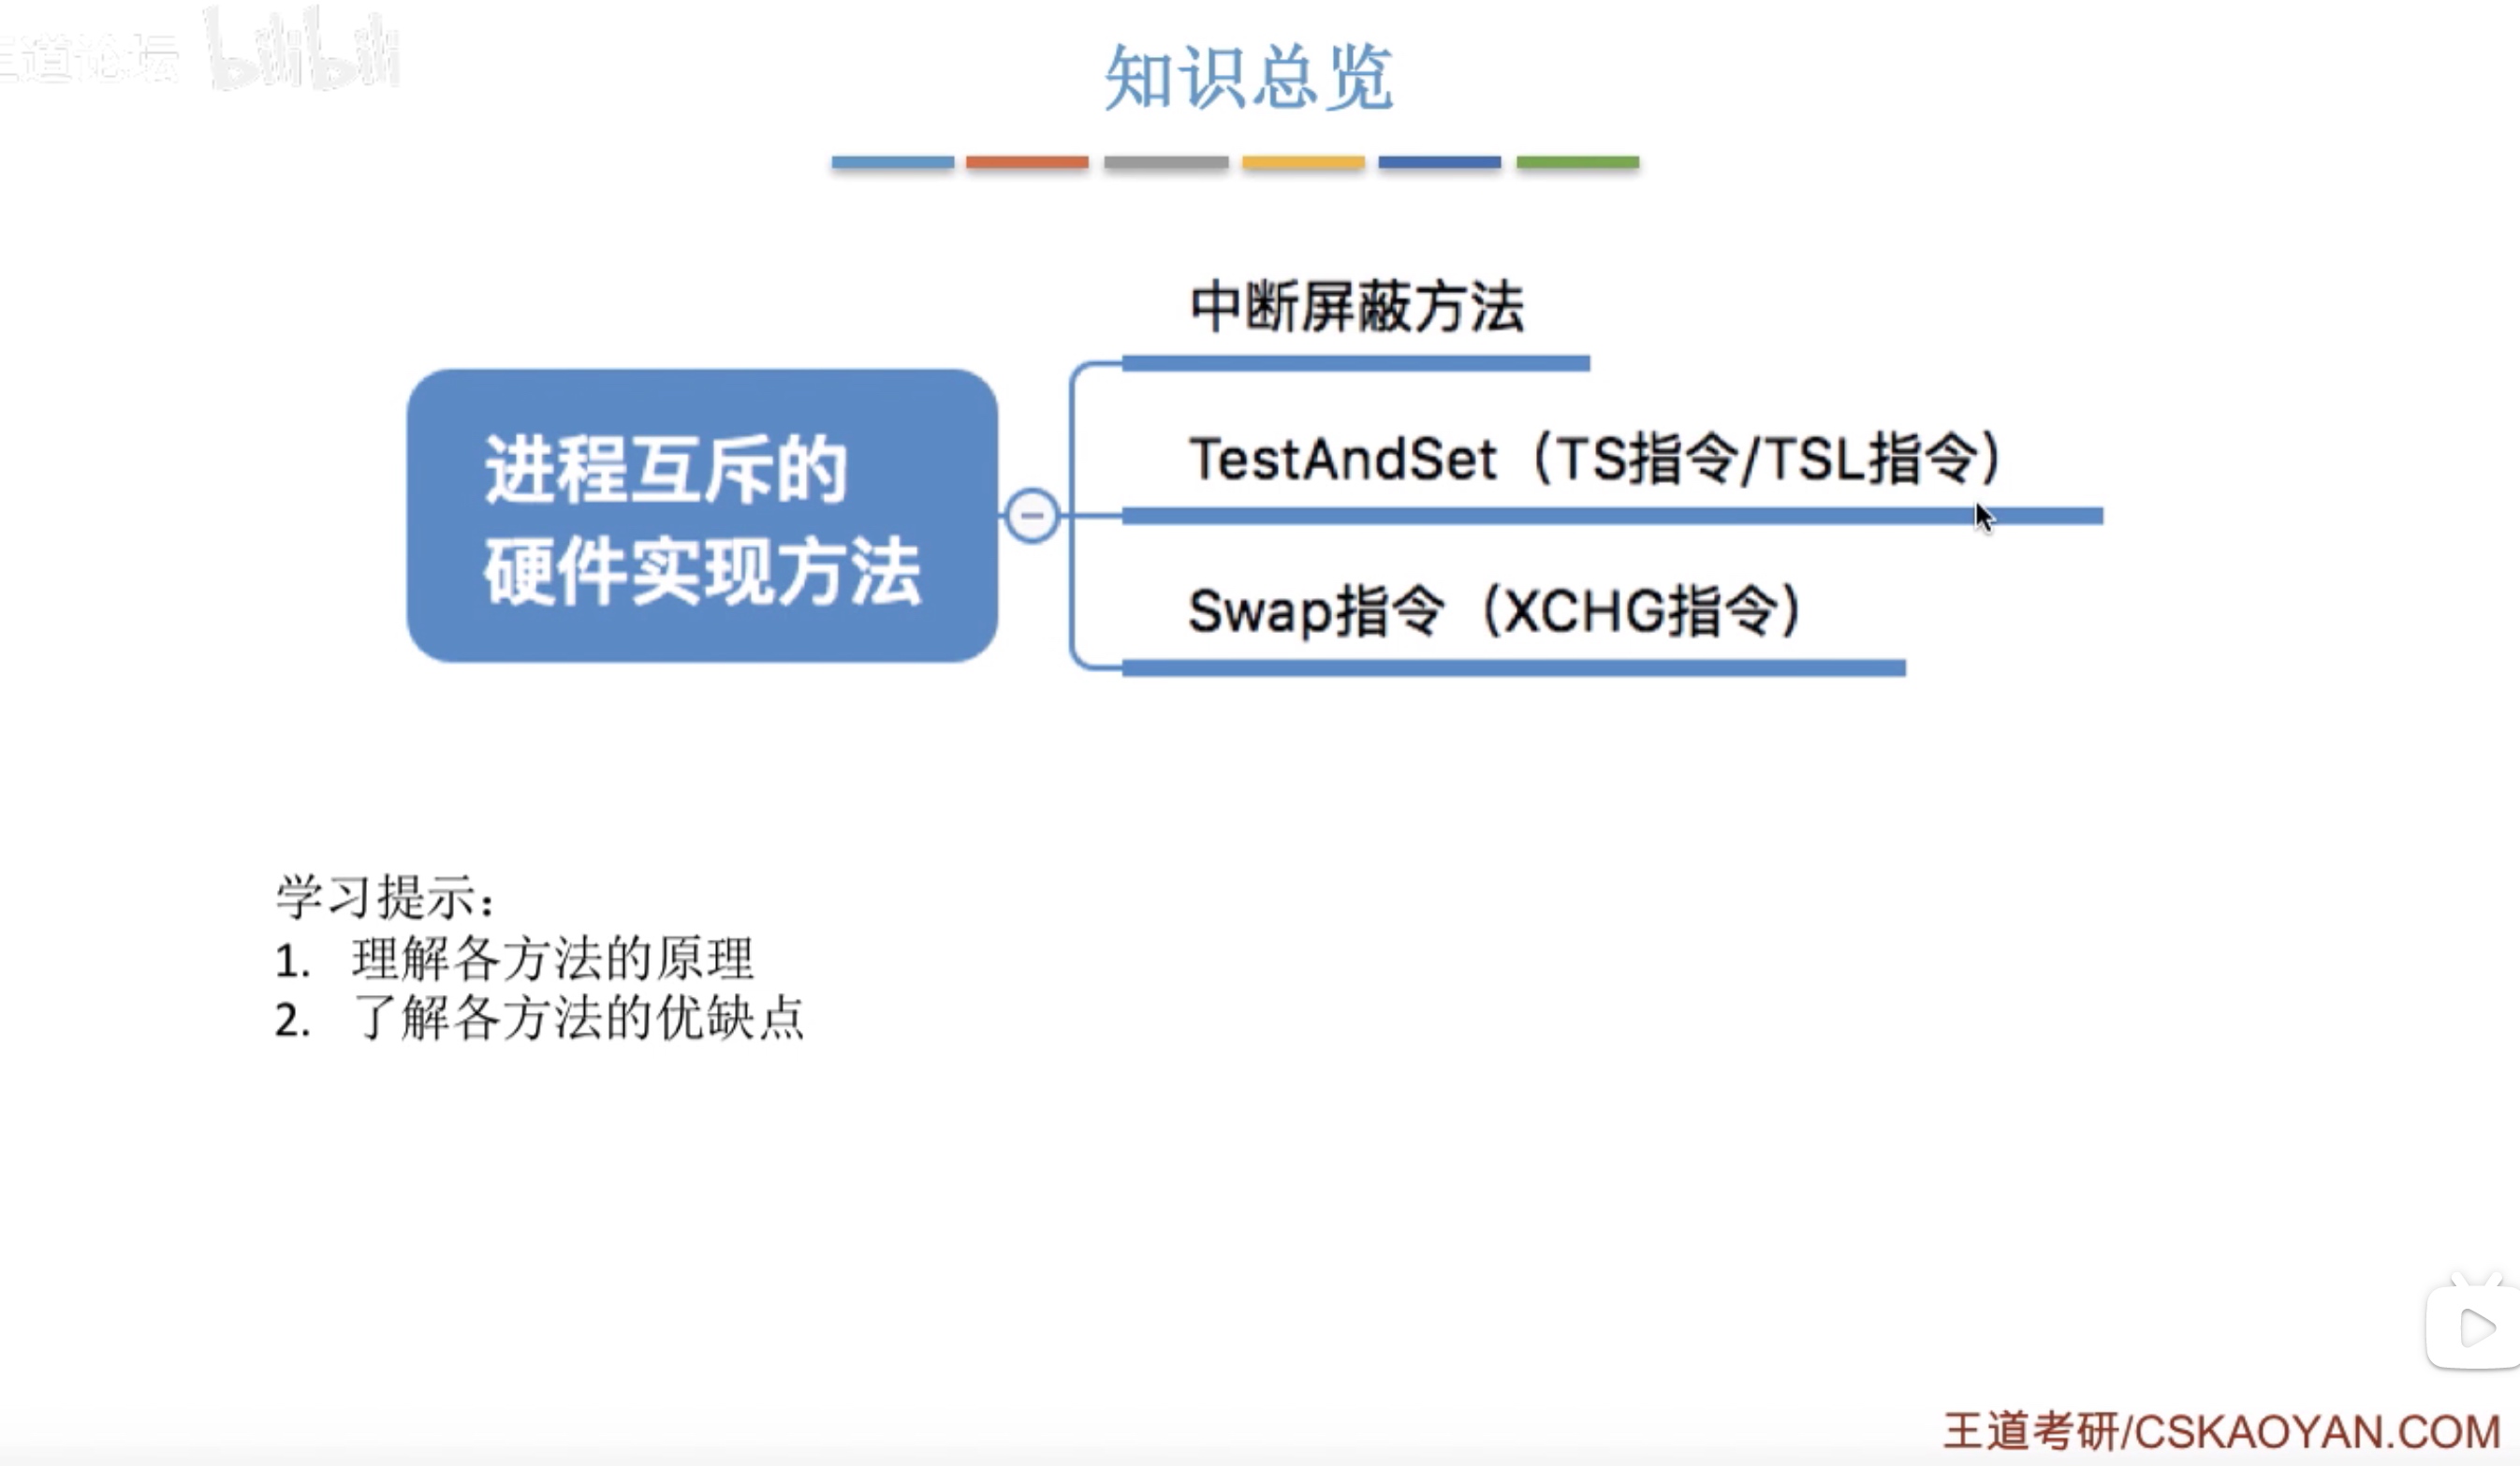 王道论坛 bilibili
知识总览
中断屏蔽方法
进程互斥的
硬件实现方法
TestAndSet（TS指令/TSL指令）
Swap指令（XCHG指令）
学习提示：
1. 理解各方法的原理
2. 了解各方法的优缺点
王道考研/CSKAOYAN.COM